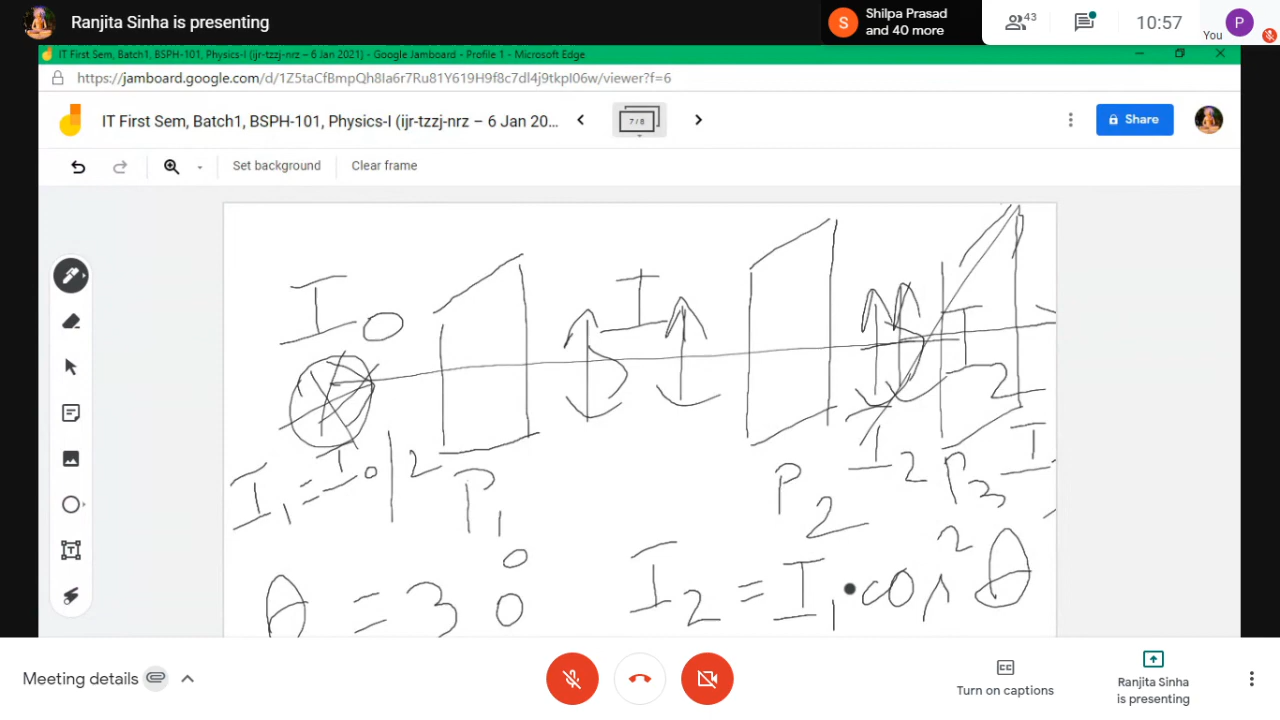 Ranjita Sinha is presenting
S
Shilpa Prasad
and 40 more
43
10:57
P
You
IT First Sem, Batch1, BSPH-101, Physics-I (ijr-tzzj-nrz – 6 Jan 2021) - Google Jamboard - Profile 1 - Microsoft Edge
https://jamboard.google.com/d/1Z5taCfBmpQh8Ia6r7Ru81Y619H9f8c7dl4j9tkpI06w/viewer?f=6
IT First Sem, Batch1, BSPH-101, Physics-I (ijr-tzzj-nrz – 6 Jan 20...
7 / 8
Share
Set background
Clear frame
I0
I
I2
I1 = I0/2
P1
P2
I2
P3
I
θ = 30°
I2 = I1 · cos²θ
Meeting details
Turn on captions
Ranjita Sinha
is presenting